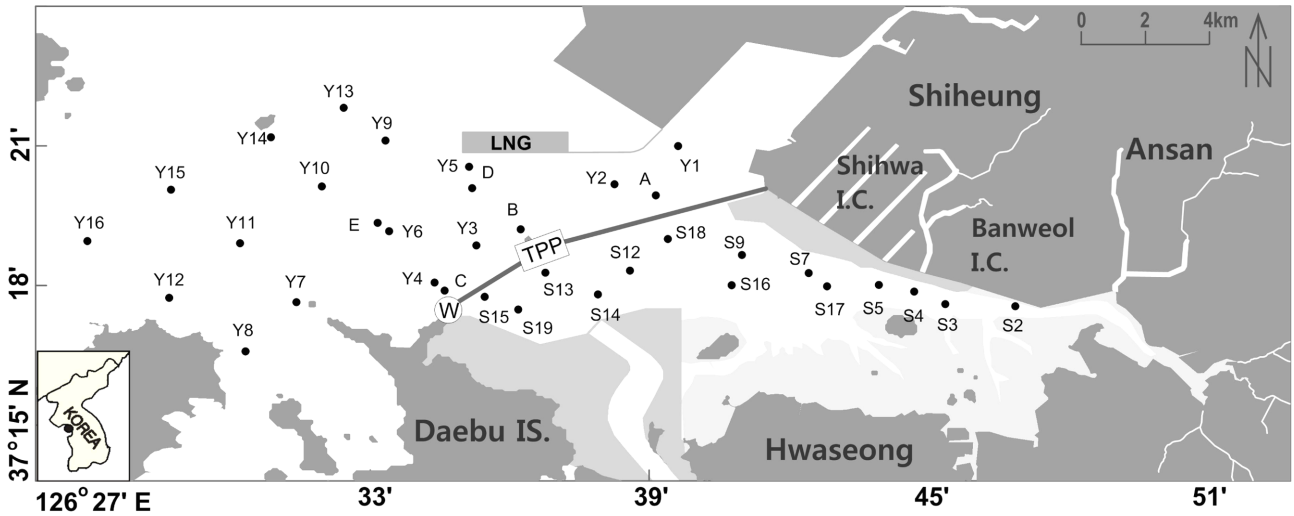 0 2 4km
N
Shiheung
Y13
Y14
Y9
21'
LNG
Ansan
Y1
Y5
D
Y2
A
Shihwa
I.C.
Y15
Y10
B
Y16
Y11
E
Y6
Y3
TPP
S12
S18
S9
Banweol
I.C.
S7
18'
Y12
Y7
Y4
C
S13
S16
W
S15
S19
S14
S17
S5
S4
S3
S2
Y8
KOREA
Daebu IS.
Hwaseong
37° 15' N
126° 27' E
33'
39'
45'
51'